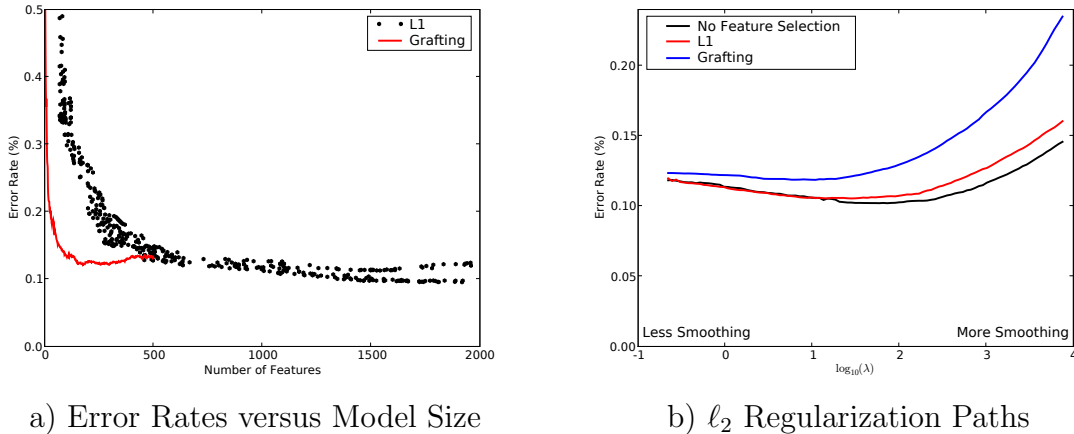 0.5
0.4
0.3
0.2
0.1
0.0
Error Rate (%)
L1
Grafting
0
500
1000
1500
2000
Number of Features
a) Error Rates versus Model Size
0.20
0.15
0.10
0.05
0.00
Error Rate (%)
No Feature Selection
L1
Grafting
Less Smoothing
More Smoothing
-1
0
1
2
3
4
log₁₀(λ)
b) ℓ₂ Regularization Paths